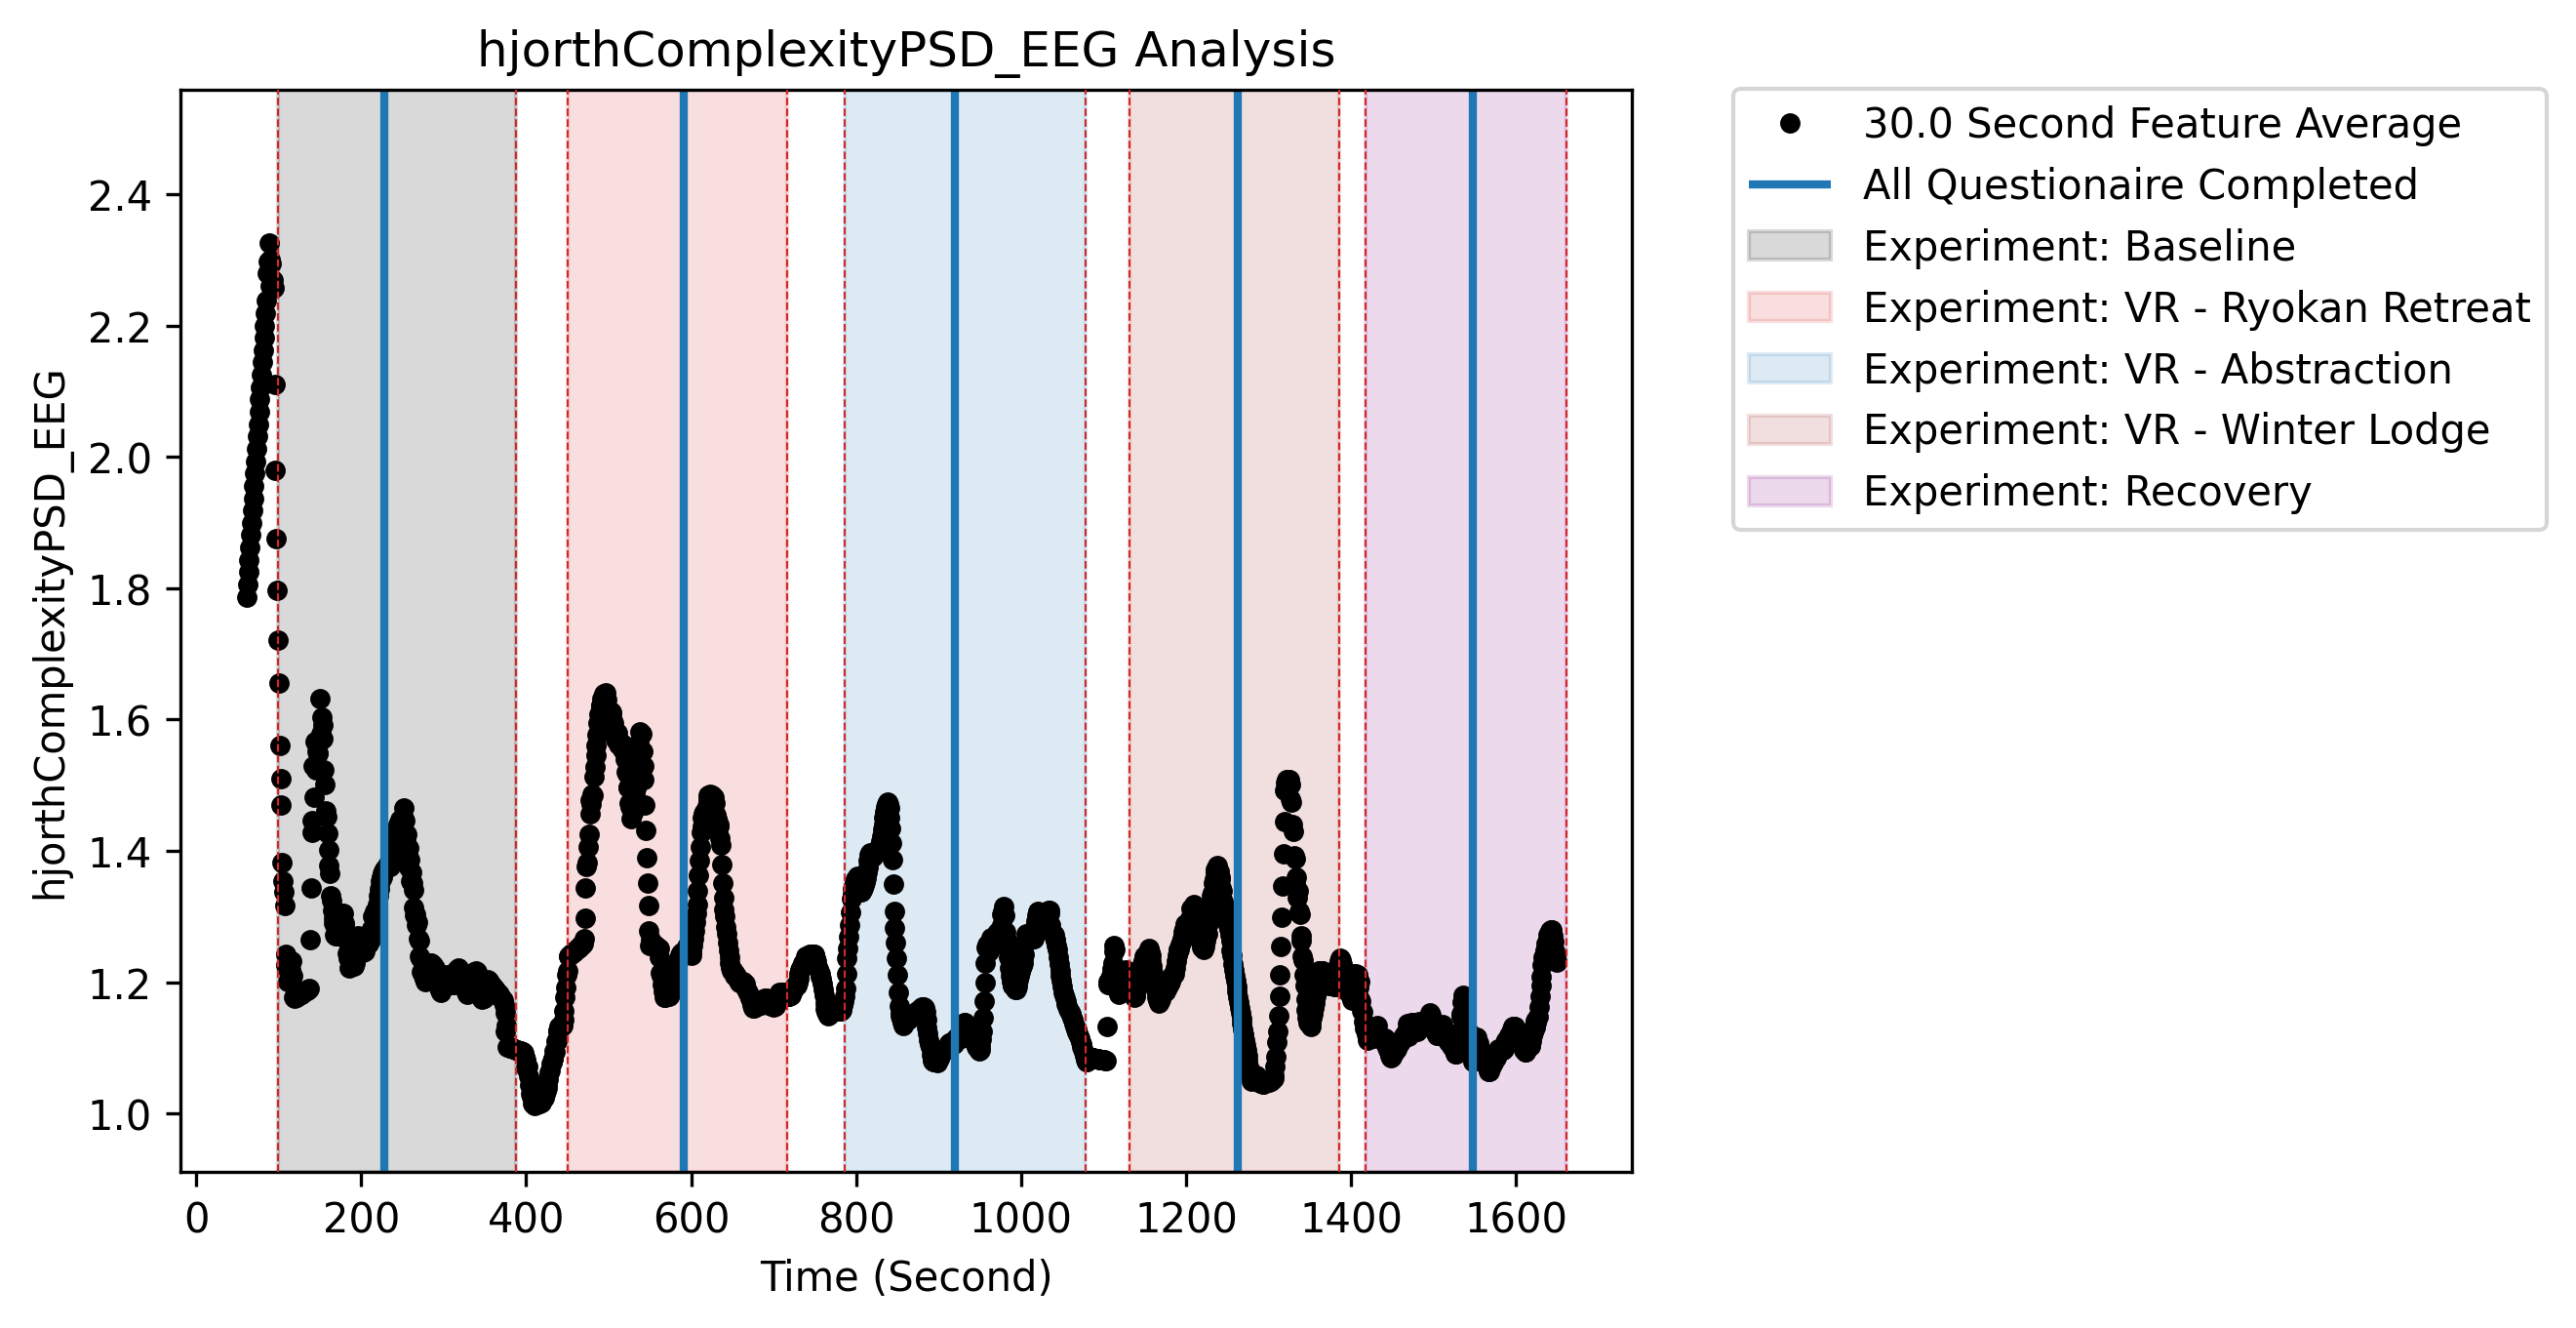 hjorthComplexityPSD_EEG Analysis
hjorthComplexityPSD_EEG
2.4
2.2
2.0
1.8
1.6
1.4
1.2
1.0
0 200 400 600 800 1000 1200 1400 1600
Time (Second)
30.0 Second Feature Average
All Questionaire Completed
Experiment: Baseline
Experiment: VR - Ryokan Retreat
Experiment: VR - Abstraction
Experiment: VR - Winter Lodge
Experiment: Recovery